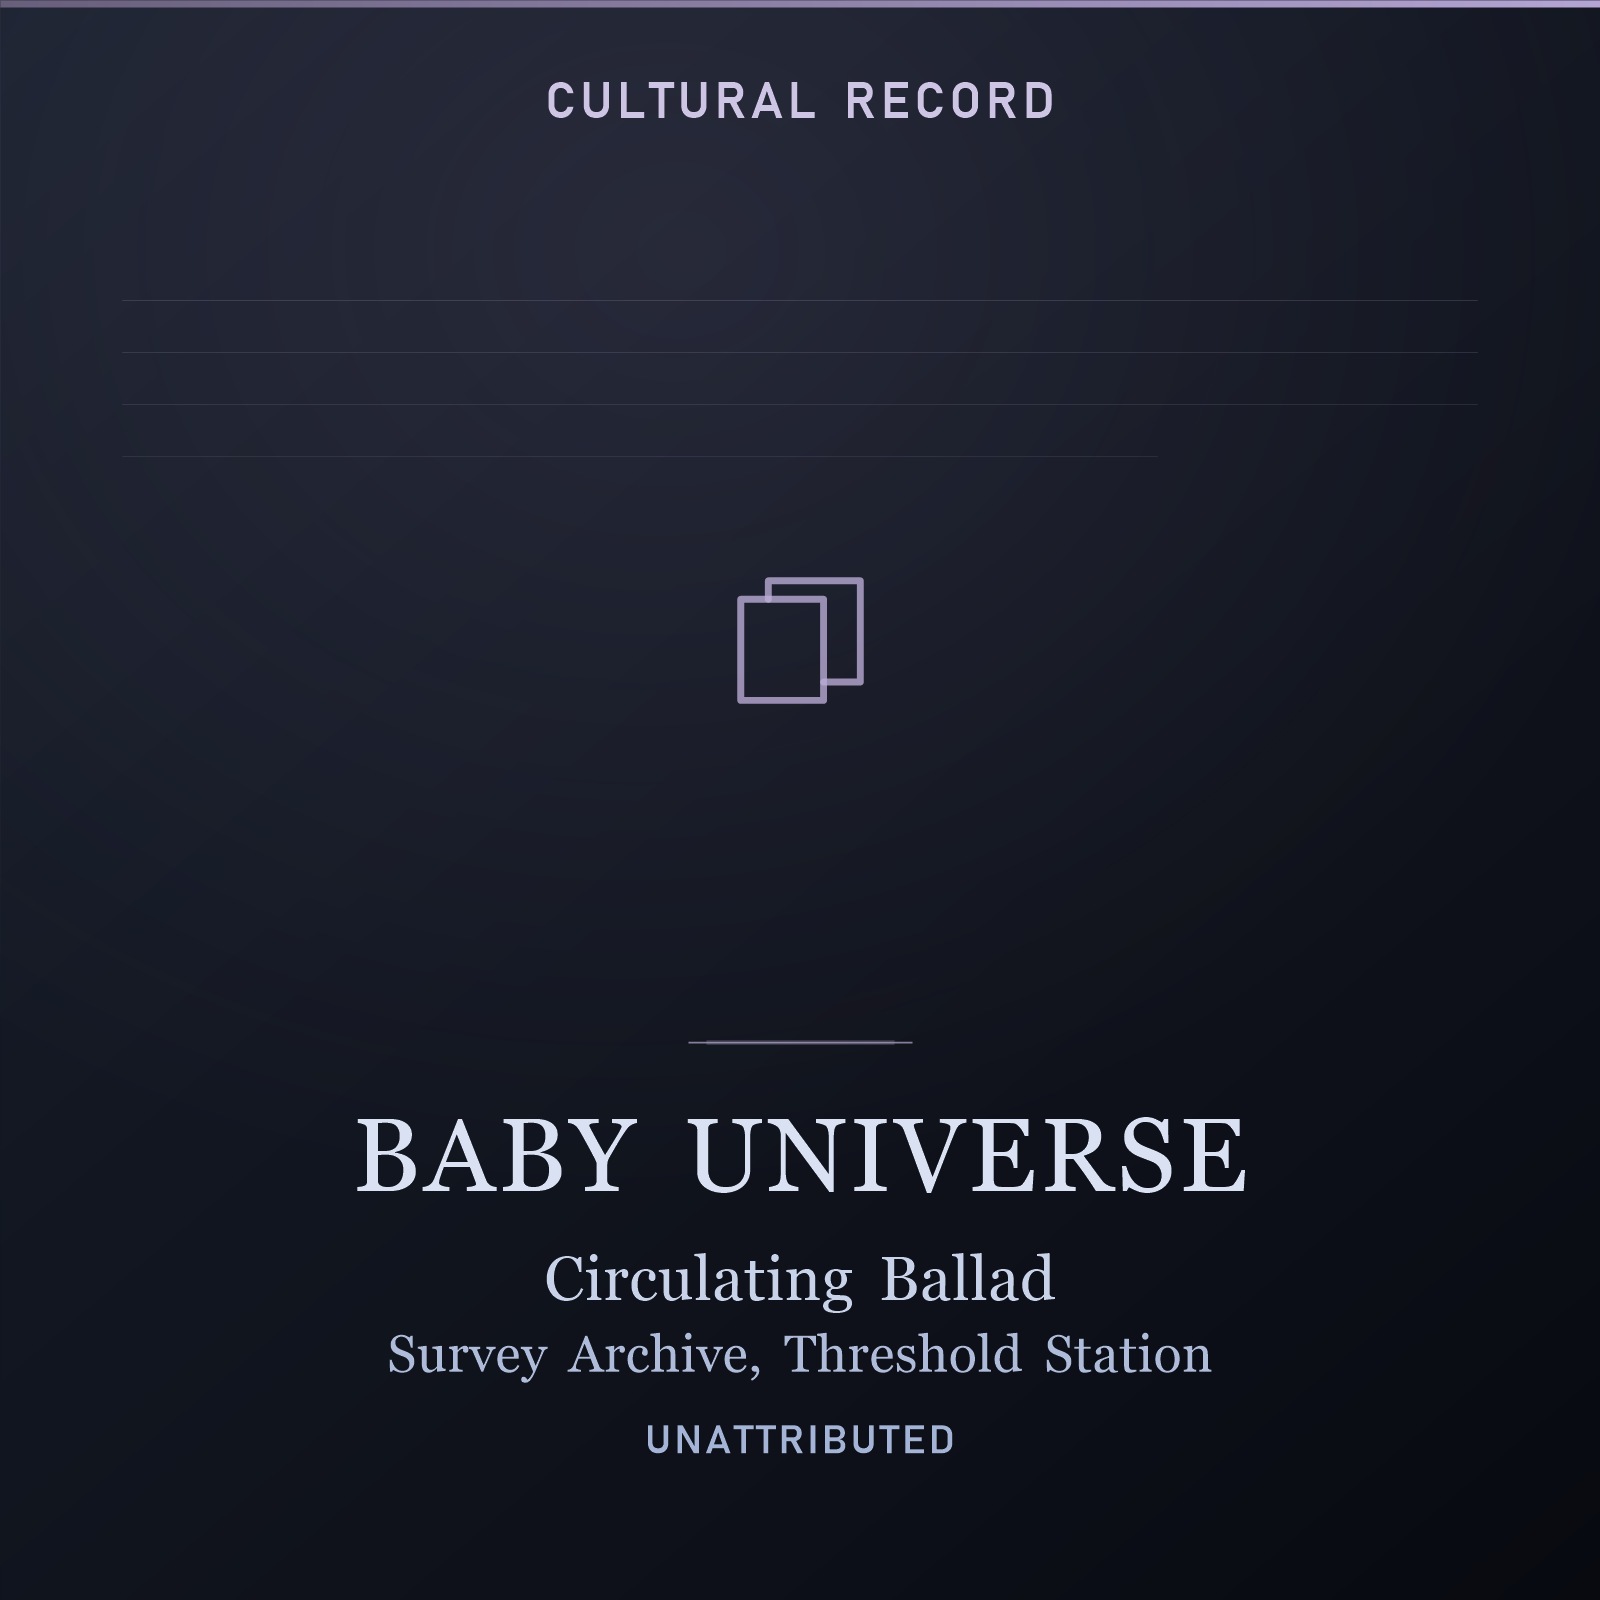 CULTURAL RECORD
BABY UNIVERSE
Circulating Ballad
Survey Archive, Threshold Station
UNATTRIBUTED